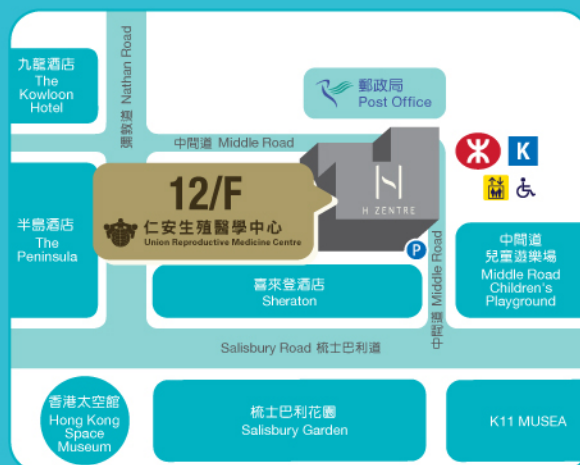 九龍酒店
The
Kowloon
Hotel
彌敦道 Nathan Road
郵政局
Post Office
中間道 Middle Road
K
12/F
仁安生殖醫學中心
Union Reproductive Medicine Centre
H ZENTRE
P
半島酒店
The
Peninsula
中間道
兒童遊樂場
Middle Road
Children's
Playground
中間道 Middle Road
喜來登酒店
Sheraton
Salisbury Road 梳士巴利道
香港太空館
Hong Kong
Space
Museum
梳士巴利花園
Salisbury Garden
K11 MUSEA